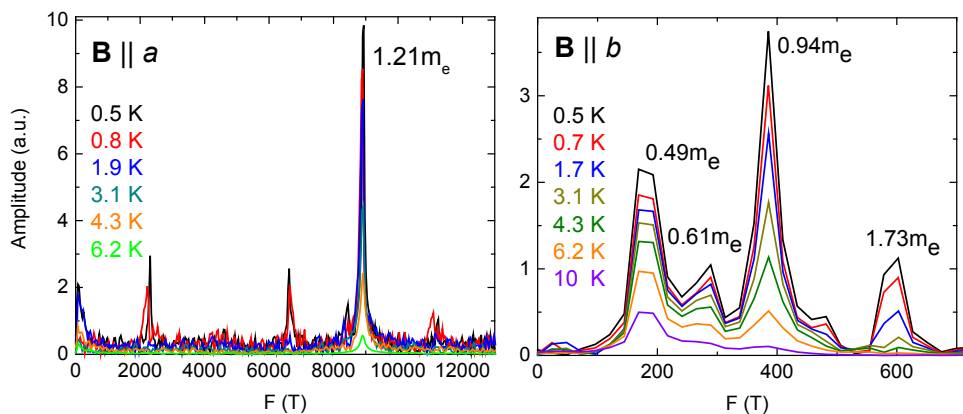 B || a
1.21me
0.5 K
0.8 K
1.9 K
3.1 K
4.3 K
6.2 K
Amplitude (a.u.)
10
8
6
4
2
0
0 2000 4000 6000 8000 10000 12000
F (T)
B || b
0.94me
0.49me
0.61me
1.73me
0.5 K
0.7 K
1.7 K
3.1 K
4.3 K
6.2 K
10 K
3
2
1
0
0 200 400 600
F (T)